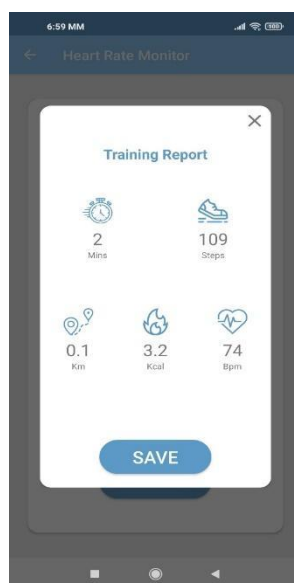 6:59 MM
100
Heart Rate Monitor
Training Report
2
Mins
109
Steps
0.1
Km
3.2
Kcal
74
Bpm
SAVE